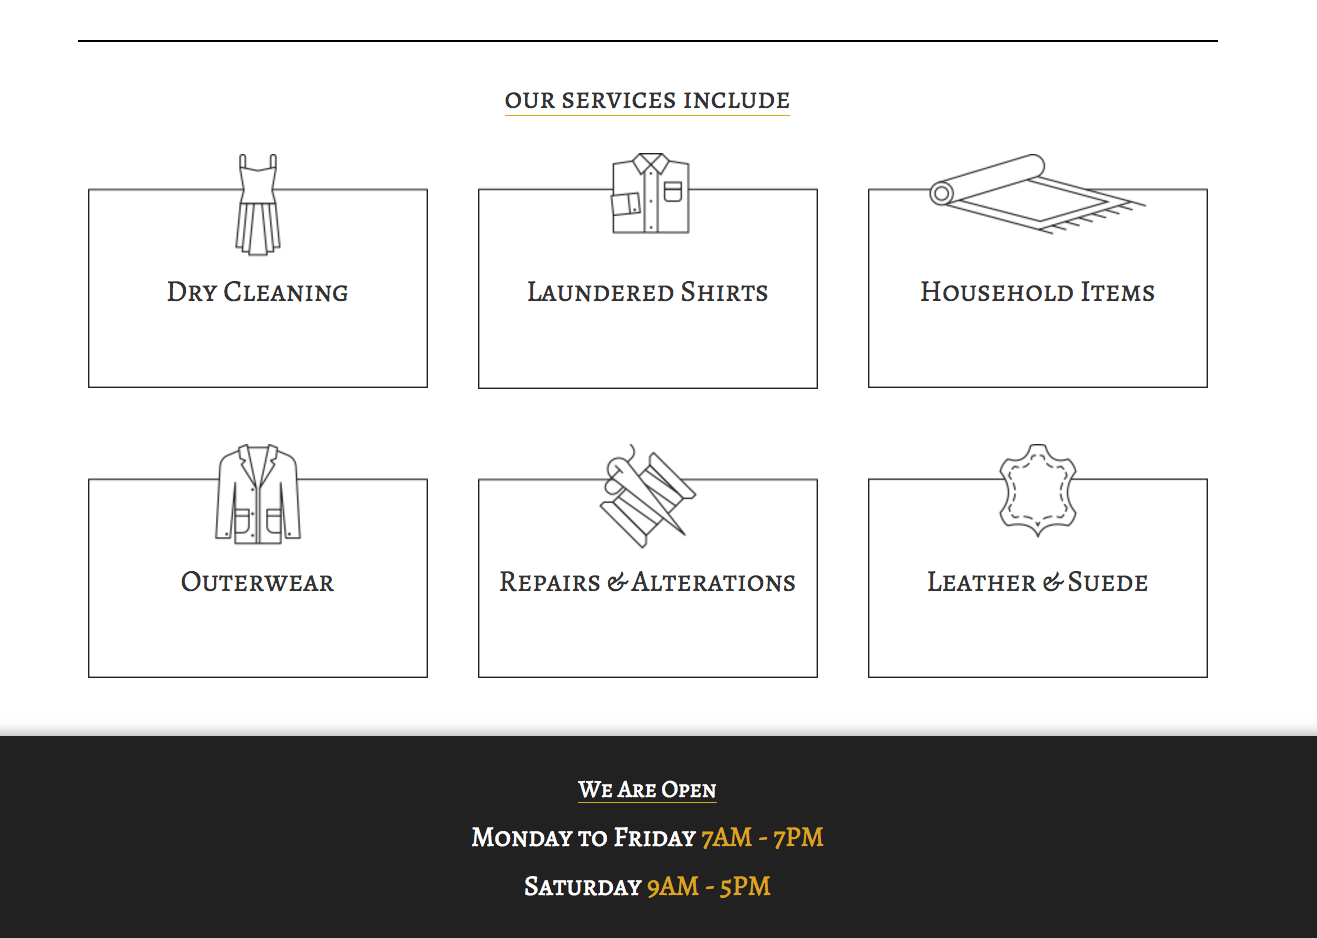 OUR SERVICES INCLUDE
Dry Cleaning
Laundered Shirts
Household Items
Outerwear
Repairs & Alterations
Leather & Suede
We Are Open
Monday to Friday 7AM - 7PM
Saturday 9AM - 5PM